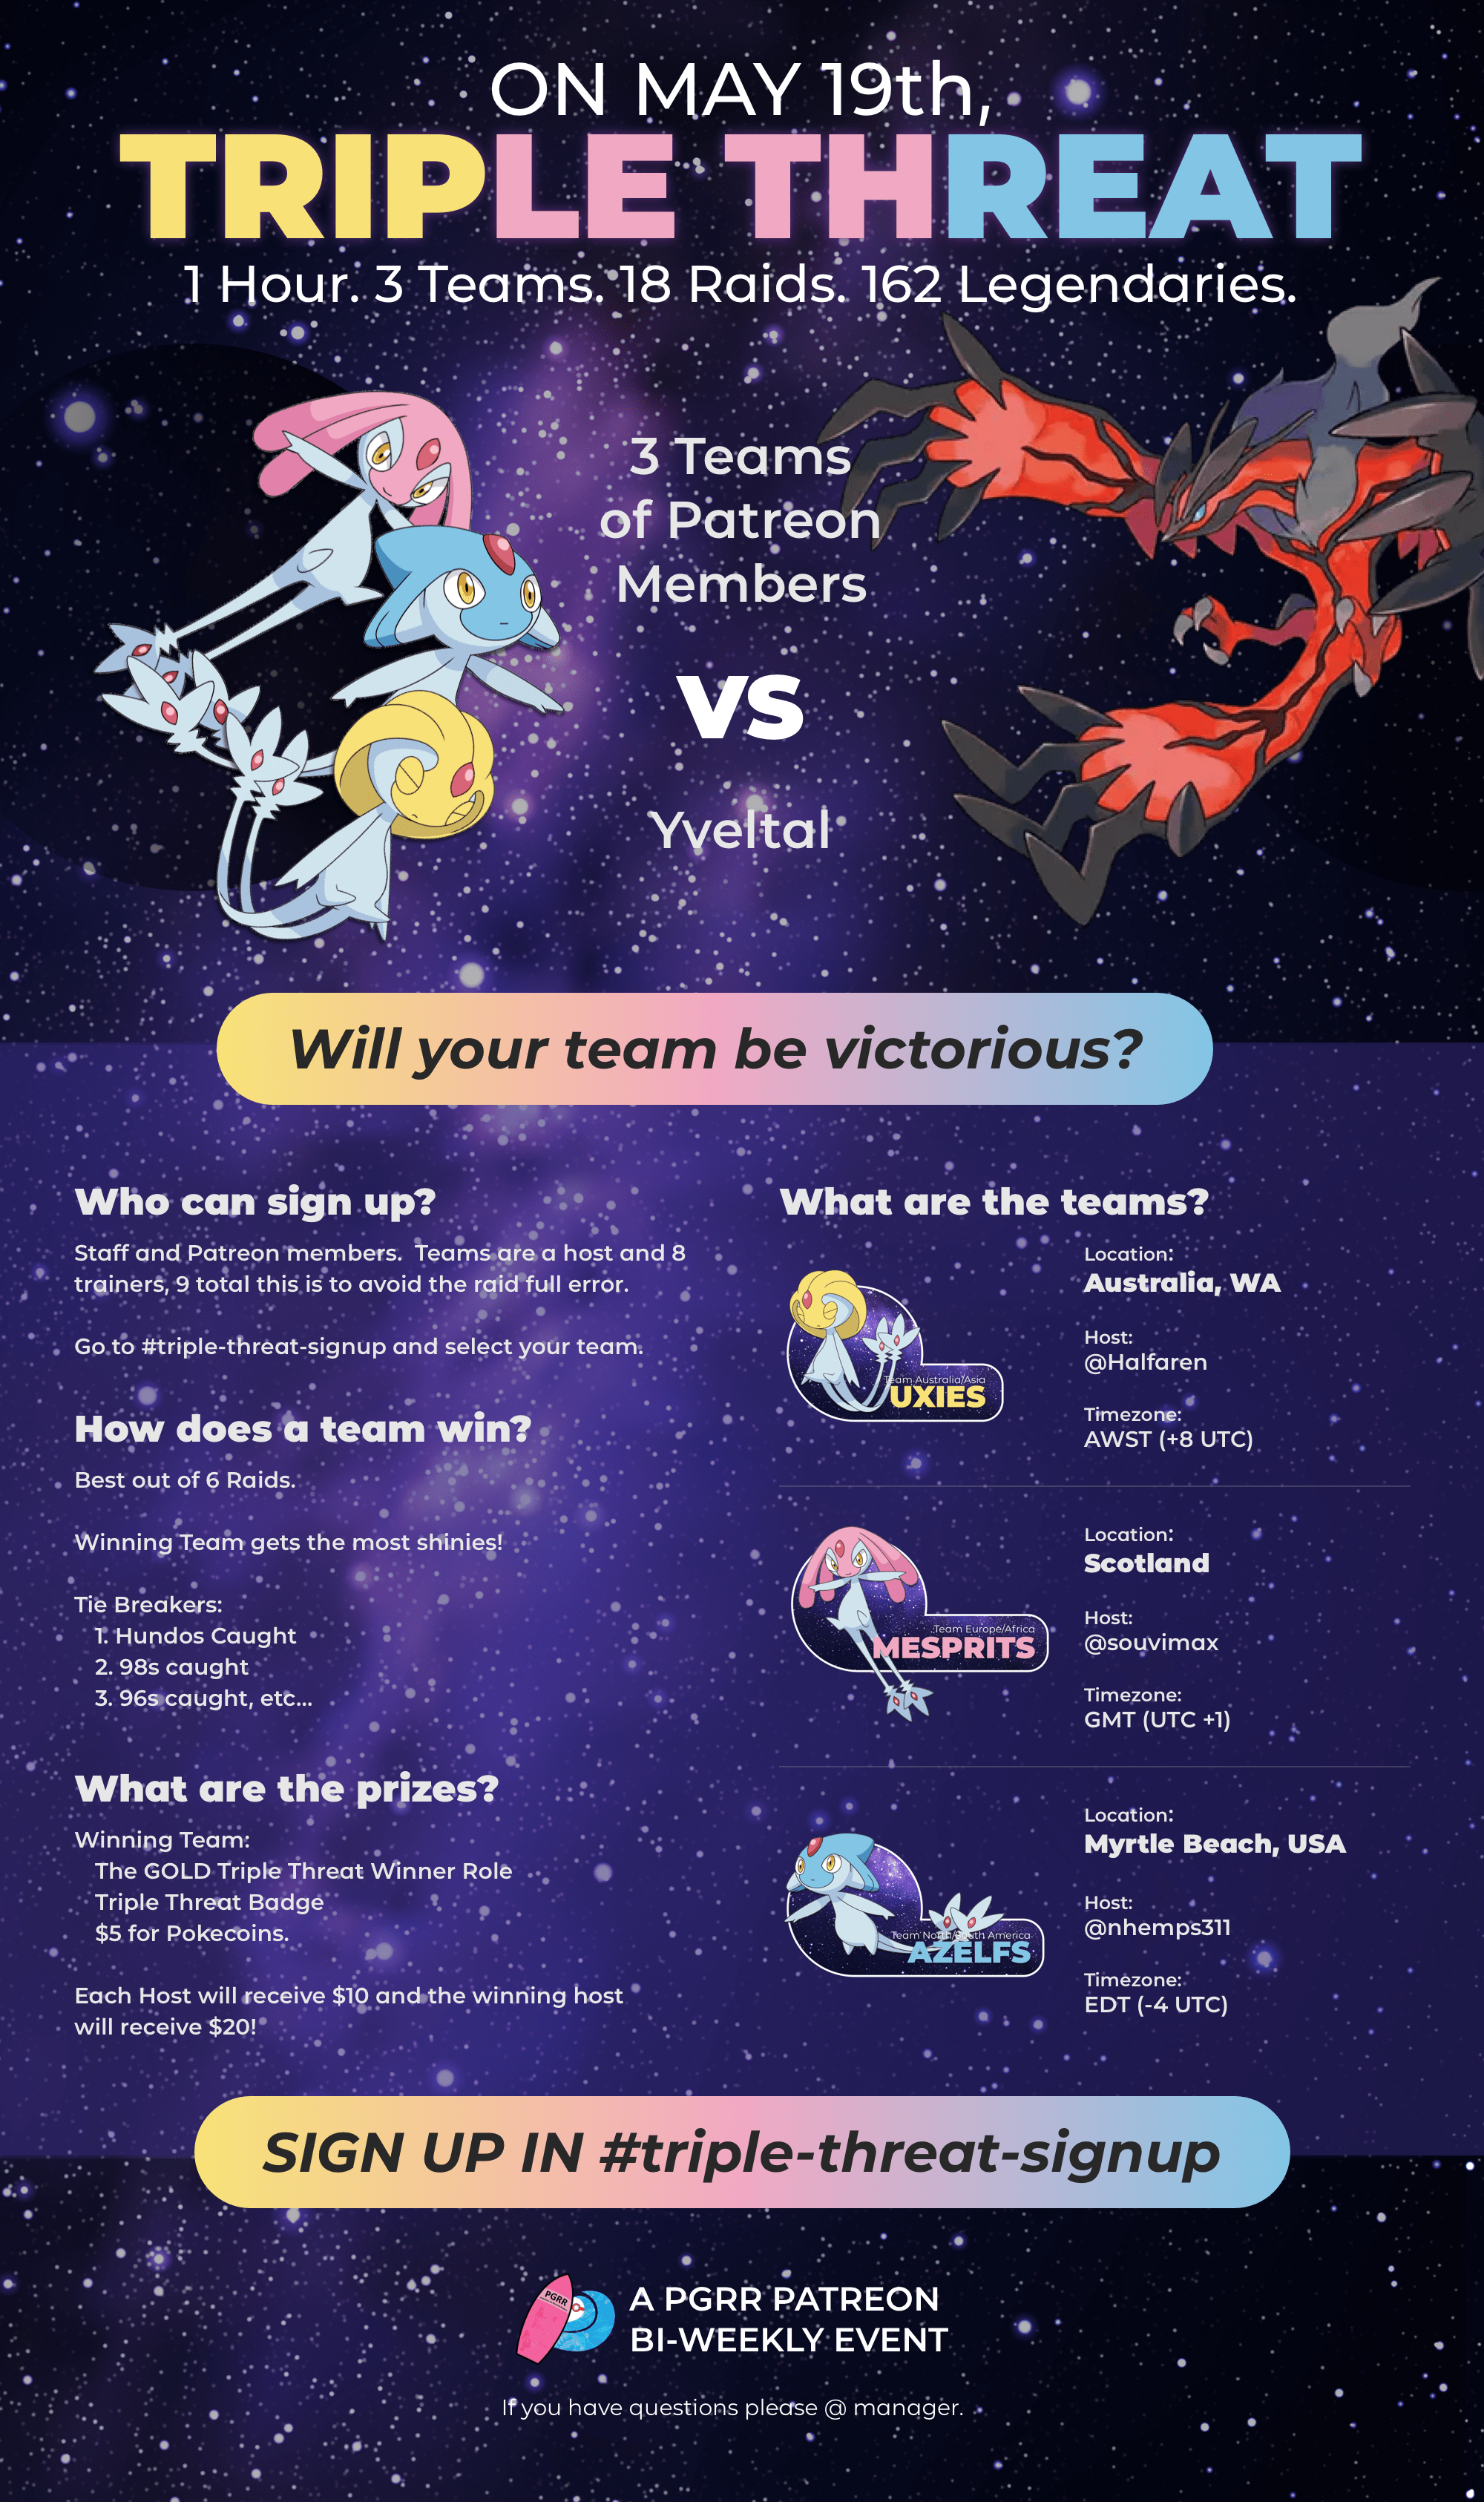 ON MAY 19th,
TRIPLE THREAT
1 Hour. 3 Teams. 18 Raids. 162 Legendaries.
3 Teams
of Patreon
Members
VS
Yveltal
Will your team be victorious?
Who can sign up?
Staff and Patreon members.  Teams are a host and 8
trainers, 9 total this is to avoid the raid full error.
Go to #triple-threat-signup and select your team.
How does a team win?
Best out of 6 Raids.
Winning Team gets the most shinies!
Tie Breakers:
1. Hundos Caught
2. 98s caught
3. 96s caught, etc...
What are the prizes?
Winning Team:
The GOLD Triple Threat Winner Role
Triple Threat Badge
$5 for Pokecoins.
Each Host will receive $10 and the winning host
will receive $20!
What are the teams?
Team Australia/Asia
UXIES
Location:
Australia, WA
Host:
@Halfaren
Timezone:
AWST (+8 UTC)
Team Europe/Africa
MESPRITS
Location:
Scotland
Host:
@souvimax
Timezone:
GMT (UTC +1)
Team North/South America
AZELFS
Location:
Myrtle Beach, USA
Host:
@nhemps311
Timezone:
EDT (-4 UTC)
SIGN UP IN #triple-threat-signup
PGRR
A PGRR PATREON
BI-WEEKLY EVENT
If you have questions please @ manager.